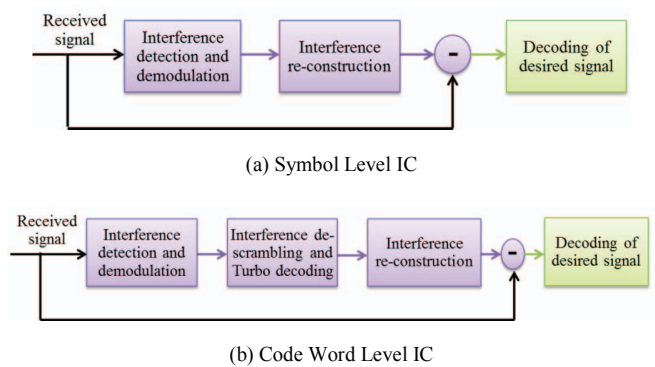 Received
signal
Interference
detection and
demodulation
Interference
re-construction
-
Decoding of
desired signal
(a) Symbol Level IC
Received
signal
Interference
detection and
demodulation
Interference de-
scrambling and
Turbo decoding
Interference
re-construction
-
Decoding of
desired signal
(b) Code Word Level IC